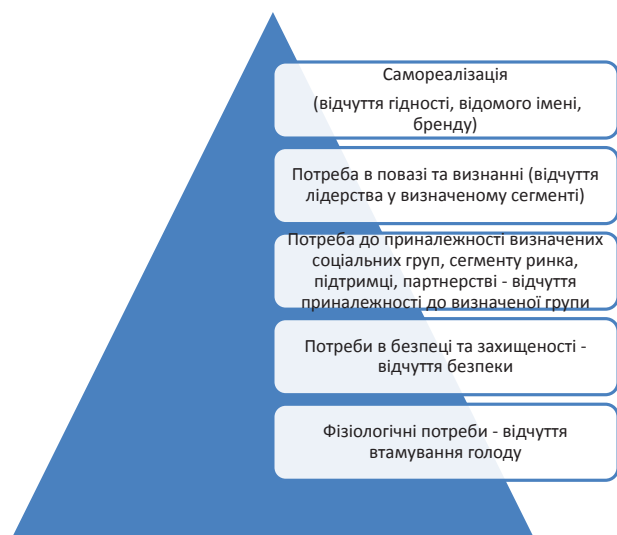 Самореалізація
(відчуття гідності, відомого імені,
бренду)
Потреба в повазі та визнанні (відчуття
лідерства у визначеному сегменті)
Потреба до приналежності визначених
соціальних груп, сегменту ринка,
підтримці, партнерстві - відчуття
приналежності до визначеної групи
Потреби в безпеці та захищеності -
відчуття безпеки
Фізіологічні потреби - відчуття
втамування голоду